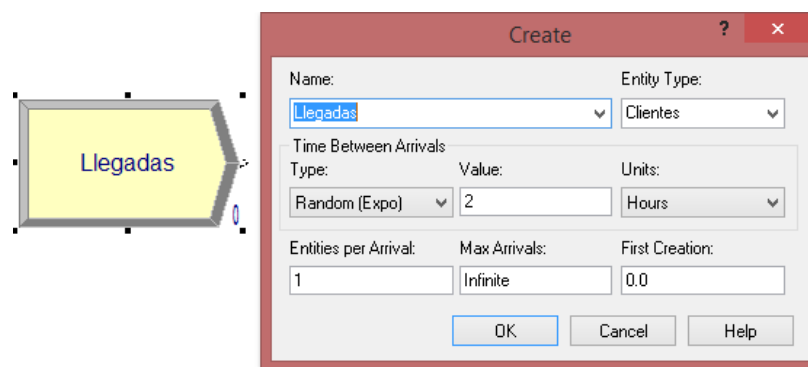 Llegadas
0
Create
? ×
Name: Entity Type:
Llegadas Clientes
Time Between Arrivals
Type: Value: Units:
Random (Expo) 2 Hours
Entities per Arrival: Max Arrivals: First Creation:
1 Infinite 0.0
OK Cancel Help